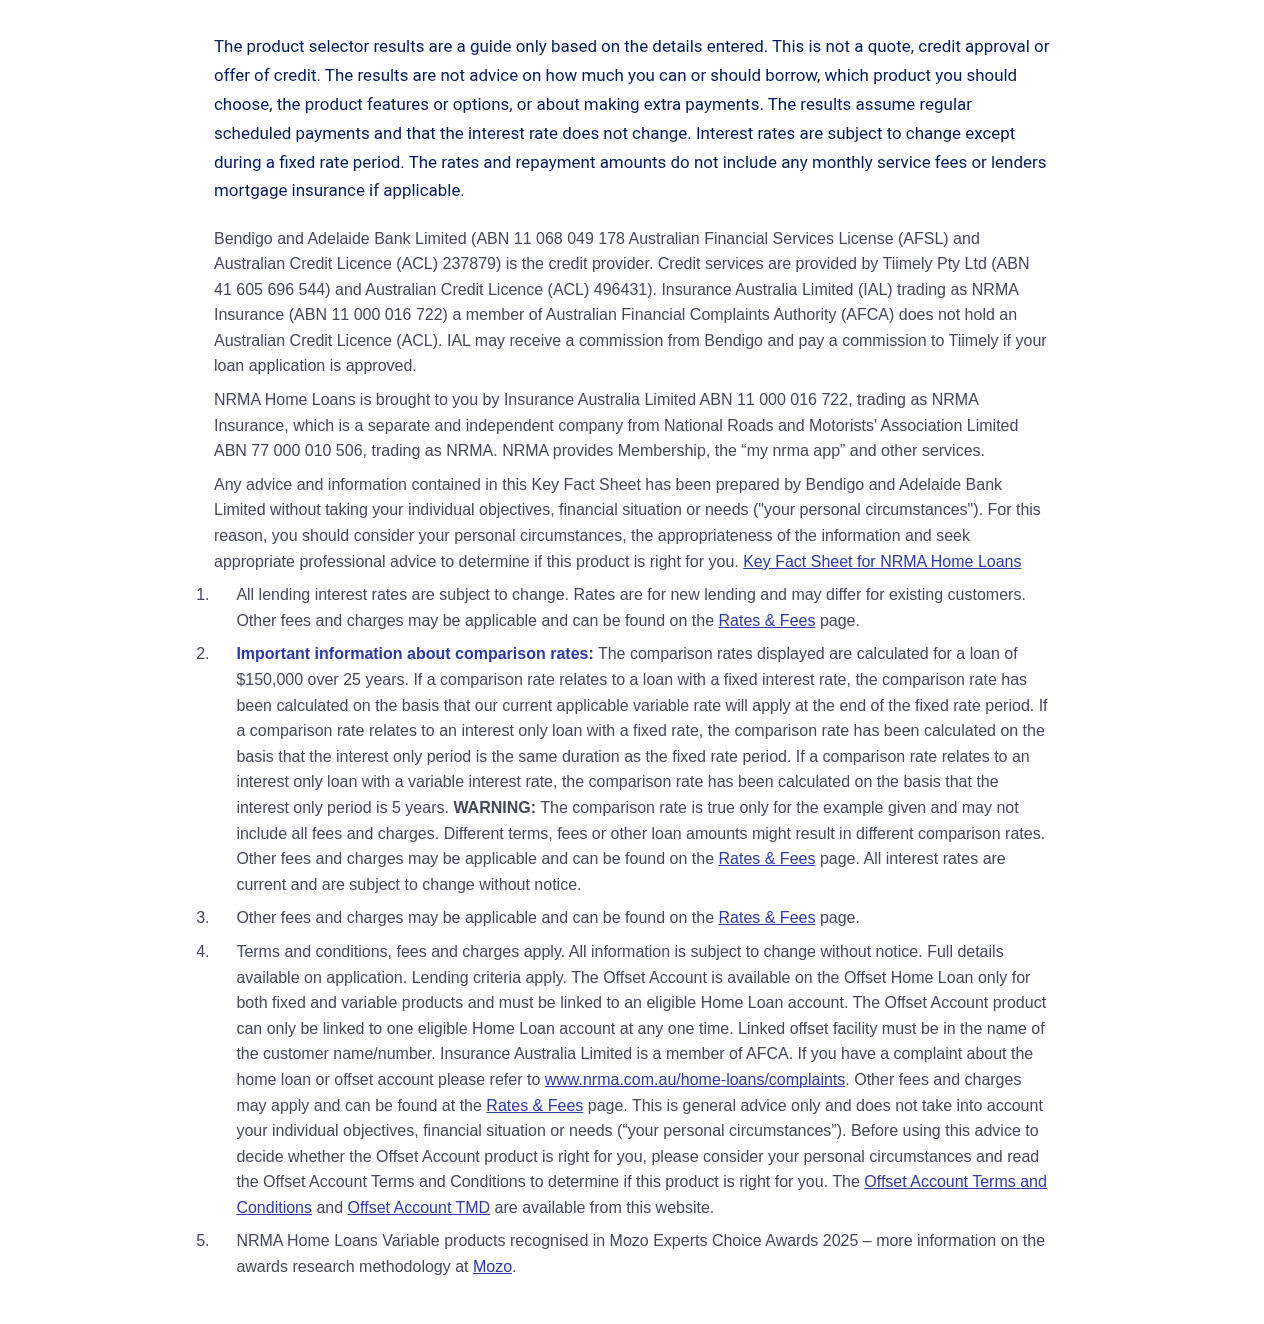 The product selector results are a guide only based on the details entered. This is not a quote, credit approval or
offer of credit. The results are not advice on how much you can or should borrow, which product you should
choose, the product features or options, or about making extra payments. The results assume regular
scheduled payments and that the interest rate does not change. Interest rates are subject to change except
during a fixed rate period. The rates and repayment amounts do not include any monthly service fees or lenders
mortgage insurance if applicable.
Bendigo and Adelaide Bank Limited (ABN 11 068 049 178 Australian Financial Services License (AFSL) and
Australian Credit Licence (ACL) 237879) is the credit provider. Credit services are provided by Tiimely Pty Ltd (ABN
41 605 696 544) and Australian Credit Licence (ACL) 496431). Insurance Australia Limited (IAL) trading as NRMA
Insurance (ABN 11 000 016 722) a member of Australian Financial Complaints Authority (AFCA) does not hold an
Australian Credit Licence (ACL). IAL may receive a commission from Bendigo and pay a commission to Tiimely if your
loan application is approved.
NRMA Home Loans is brought to you by Insurance Australia Limited ABN 11 000 016 722, trading as NRMA
Insurance, which is a separate and independent company from National Roads and Motorists' Association Limited
ABN 77 000 010 506, trading as NRMA. NRMA provides Membership, the “my nrma app” and other services.
Any advice and information contained in this Key Fact Sheet has been prepared by Bendigo and Adelaide Bank
Limited without taking your individual objectives, financial situation or needs ("your personal circumstances"). For this
reason, you should consider your personal circumstances, the appropriateness of the information and seek
appropriate professional advice to determine if this product is right for you. Key Fact Sheet for NRMA Home Loans
1. All lending interest rates are subject to change. Rates are for new lending and may differ for existing customers.
Other fees and charges may be applicable and can be found on the Rates & Fees page.
2. Important information about comparison rates: The comparison rates displayed are calculated for a loan of
$150,000 over 25 years. If a comparison rate relates to a loan with a fixed interest rate, the comparison rate has
been calculated on the basis that our current applicable variable rate will apply at the end of the fixed rate period. If
a comparison rate relates to an interest only loan with a fixed rate, the comparison rate has been calculated on the
basis that the interest only period is the same duration as the fixed rate period. If a comparison rate relates to an
interest only loan with a variable interest rate, the comparison rate has been calculated on the basis that the
interest only period is 5 years. WARNING: The comparison rate is true only for the example given and may not
include all fees and charges. Different terms, fees or other loan amounts might result in different comparison rates.
Other fees and charges may be applicable and can be found on the Rates & Fees page. All interest rates are
current and are subject to change without notice.
3. Other fees and charges may be applicable and can be found on the Rates & Fees page.
4. Terms and conditions, fees and charges apply. All information is subject to change without notice. Full details
available on application. Lending criteria apply. The Offset Account is available on the Offset Home Loan only for
both fixed and variable products and must be linked to an eligible Home Loan account. The Offset Account product
can only be linked to one eligible Home Loan account at any one time. Linked offset facility must be in the name of
the customer name/number. Insurance Australia Limited is a member of AFCA. If you have a complaint about the
home loan or offset account please refer to www.nrma.com.au/home-loans/complaints. Other fees and charges
may apply and can be found at the Rates & Fees page. This is general advice only and does not take into account
your individual objectives, financial situation or needs (“your personal circumstances”). Before using this advice to
decide whether the Offset Account product is right for you, please consider your personal circumstances and read
the Offset Account Terms and Conditions to determine if this product is right for you. The Offset Account Terms and
Conditions and Offset Account TMD are available from this website.
5. NRMA Home Loans Variable products recognised in Mozo Experts Choice Awards 2025 – more information on the
awards research methodology at Mozo.